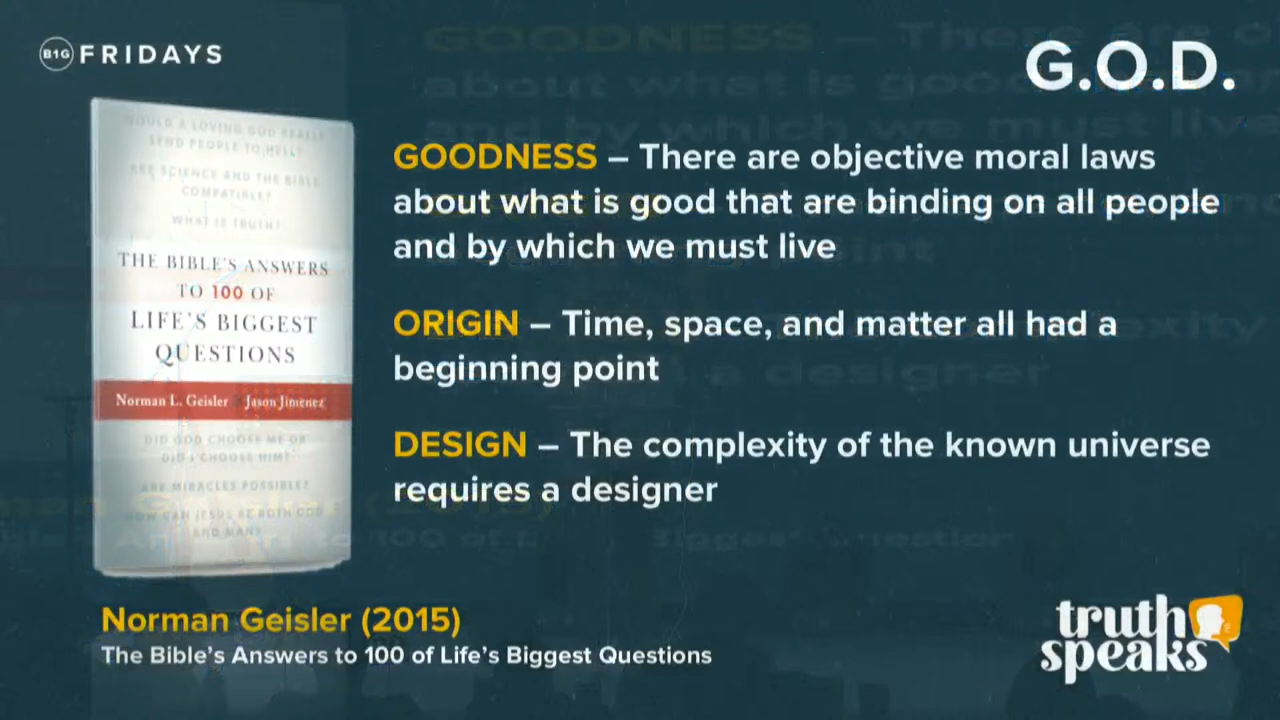 B1G FRIDAYS
G.O.D.
WOULD A LOVING GOD REALLY
SEND PEOPLE TO HELL?
ARE SCIENCE AND THE BIBLE
COMPATIBLE?
WHAT IS TRUTH?
THE BIBLE'S ANSWERS
TO 100 OF
LIFE'S BIGGEST
QUESTIONS
Norman L. Geisler Jason Jimenez
DID GOD CHOOSE ME OR
DID I CHOOSE HIM?
ARE MIRACLES POSSIBLE?
HOW CAN JESUS BE BOTH GOD
AND MAN?
GOODNESS – There are objective moral laws
about what is good that are binding on all people
and by which we must live
ORIGIN – Time, space, and matter all had a
beginning point
DESIGN – The complexity of the known universe
requires a designer
Norman Geisler (2015)
The Bible's Answers to 100 of Life's Biggest Questions
truth
speaks